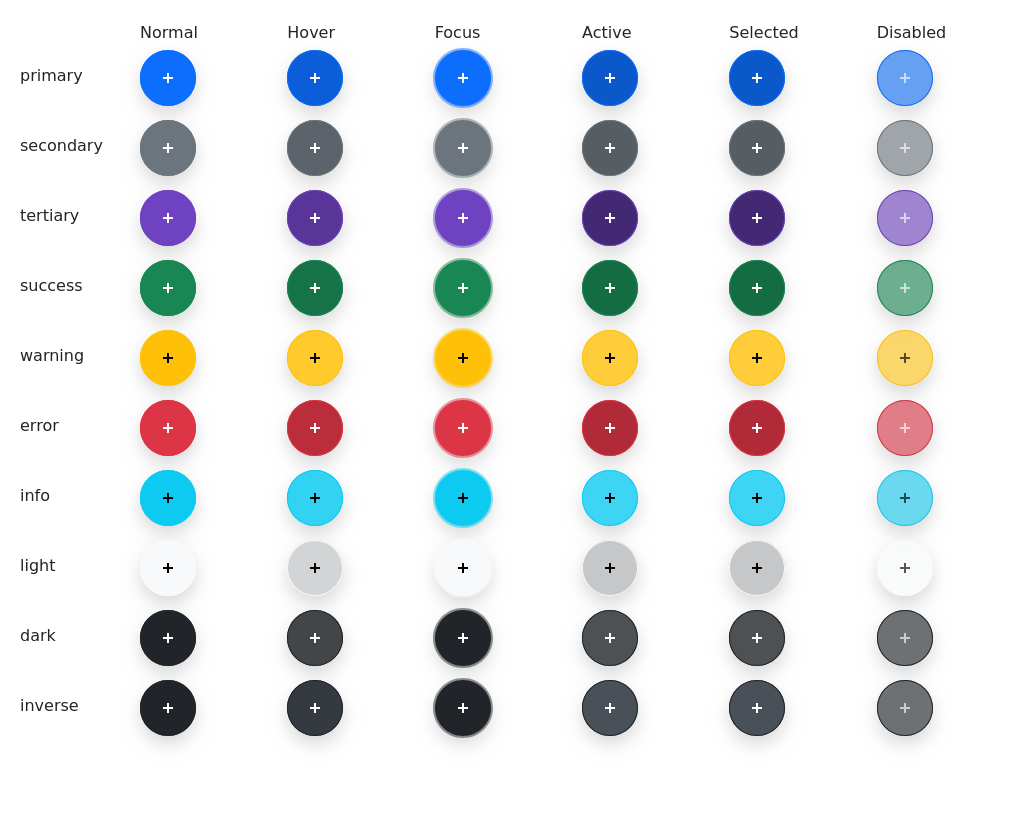 Normal Hover Focus Active Selected Disabled
primary
secondary
tertiary
success
warning
error
info
light
dark
inverse